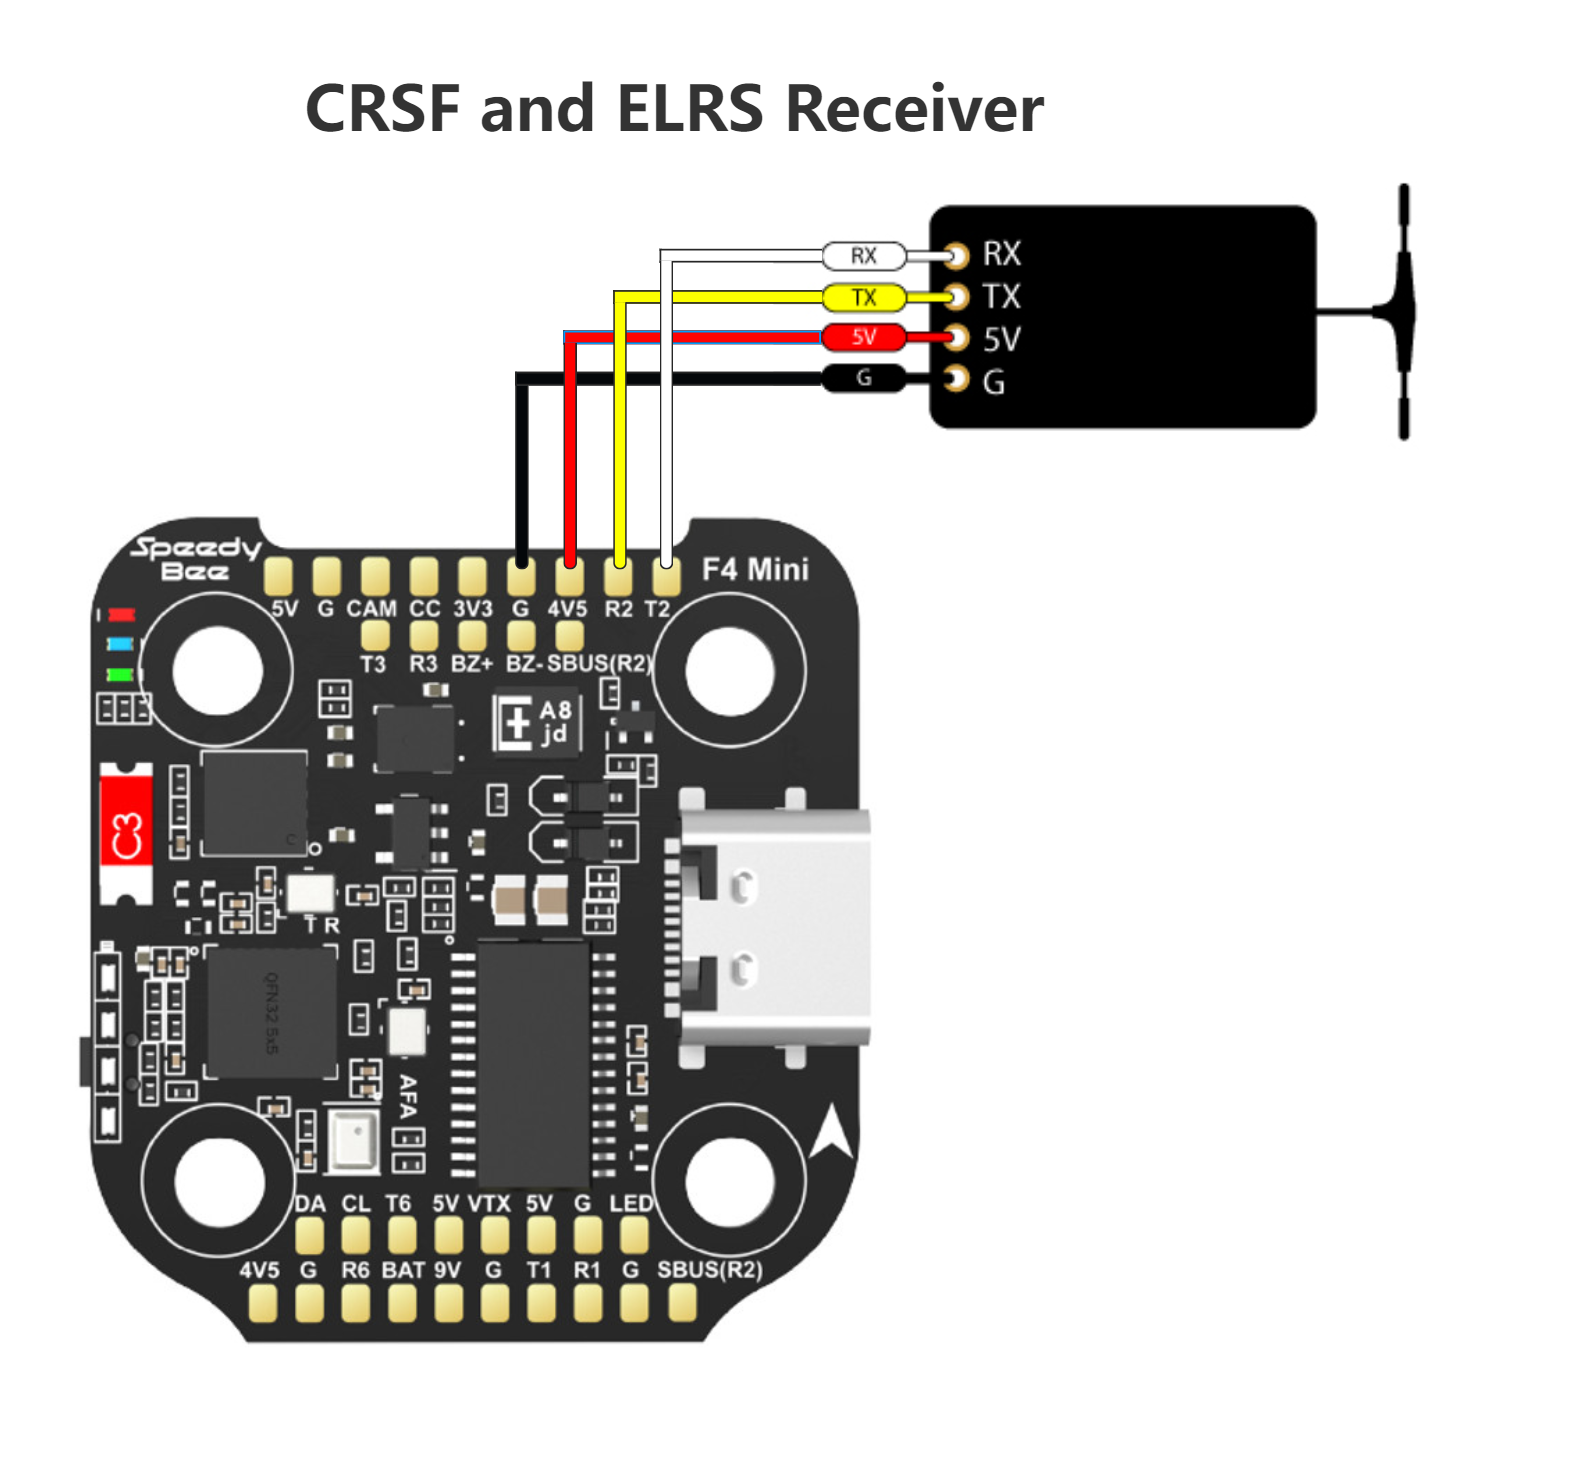 CRSF and ELRS Receiver
RX RX
TX TX
5V 5V
G G
Speedy Bee
F4 Mini
5V G CAM CC 3V3 G 4V5 R2 T2
T3 R3 BZ+ BZ- SBUS(R2)
A8
jd
C3
T R
QFN32 5x5
AFA
DA CL T6 5V VTX 5V G LED
4V5 G R6 BAT 9V G T1 R1 G SBUS(R2)